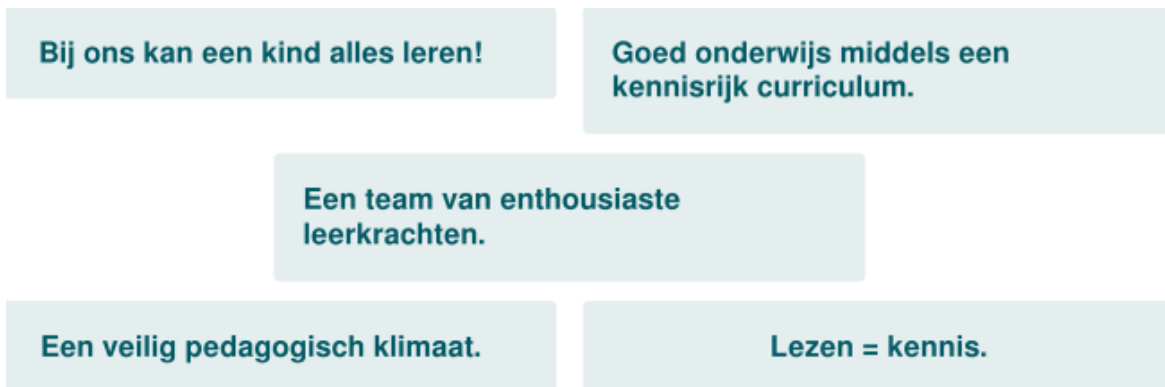 Bij ons kan een kind alles leren!
Goed onderwijs middels een
kennisrijk curriculum.
Een team van enthousiaste
leerkrachten.
Een veilig pedagogisch klimaat.
Lezen = kennis.